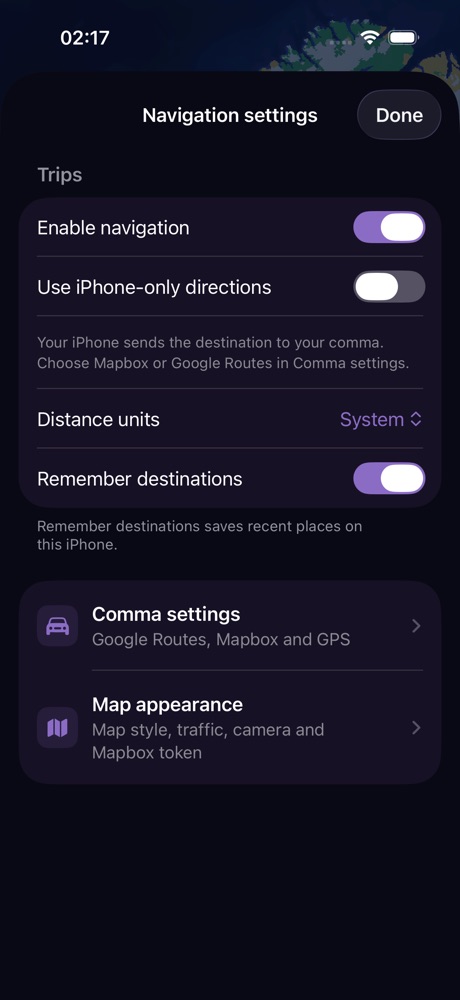 02:17
Navigation settings
Done
Trips
Enable navigation
Use iPhone-only directions
Your iPhone sends the destination to your comma.
Choose Mapbox or Google Routes in Comma settings.
Distance units
System
Remember destinations
Remember destinations saves recent places on
this iPhone.
Comma settings
Google Routes, Mapbox and GPS
Map appearance
Map style, traffic, camera and
Mapbox token